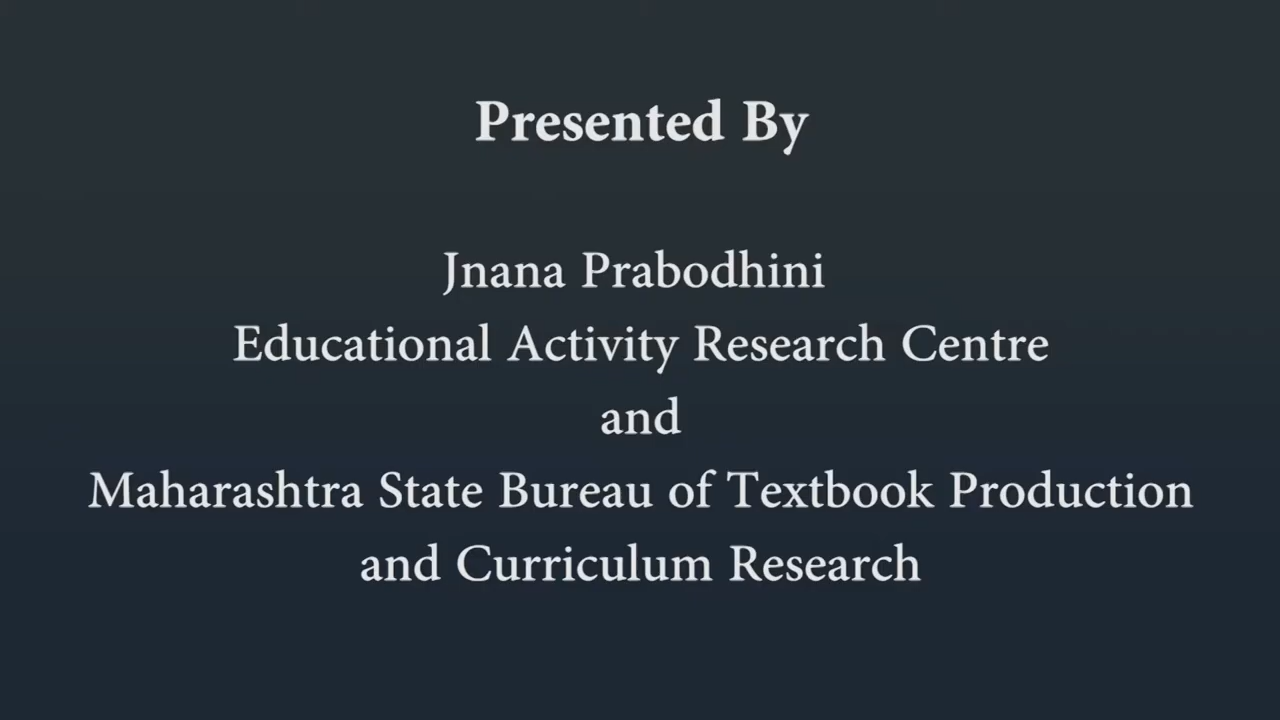 Presented By
Jnana Prabodhini
Educational Activity Research Centre
and
Maharashtra State Bureau of Textbook Production
and Curriculum Research